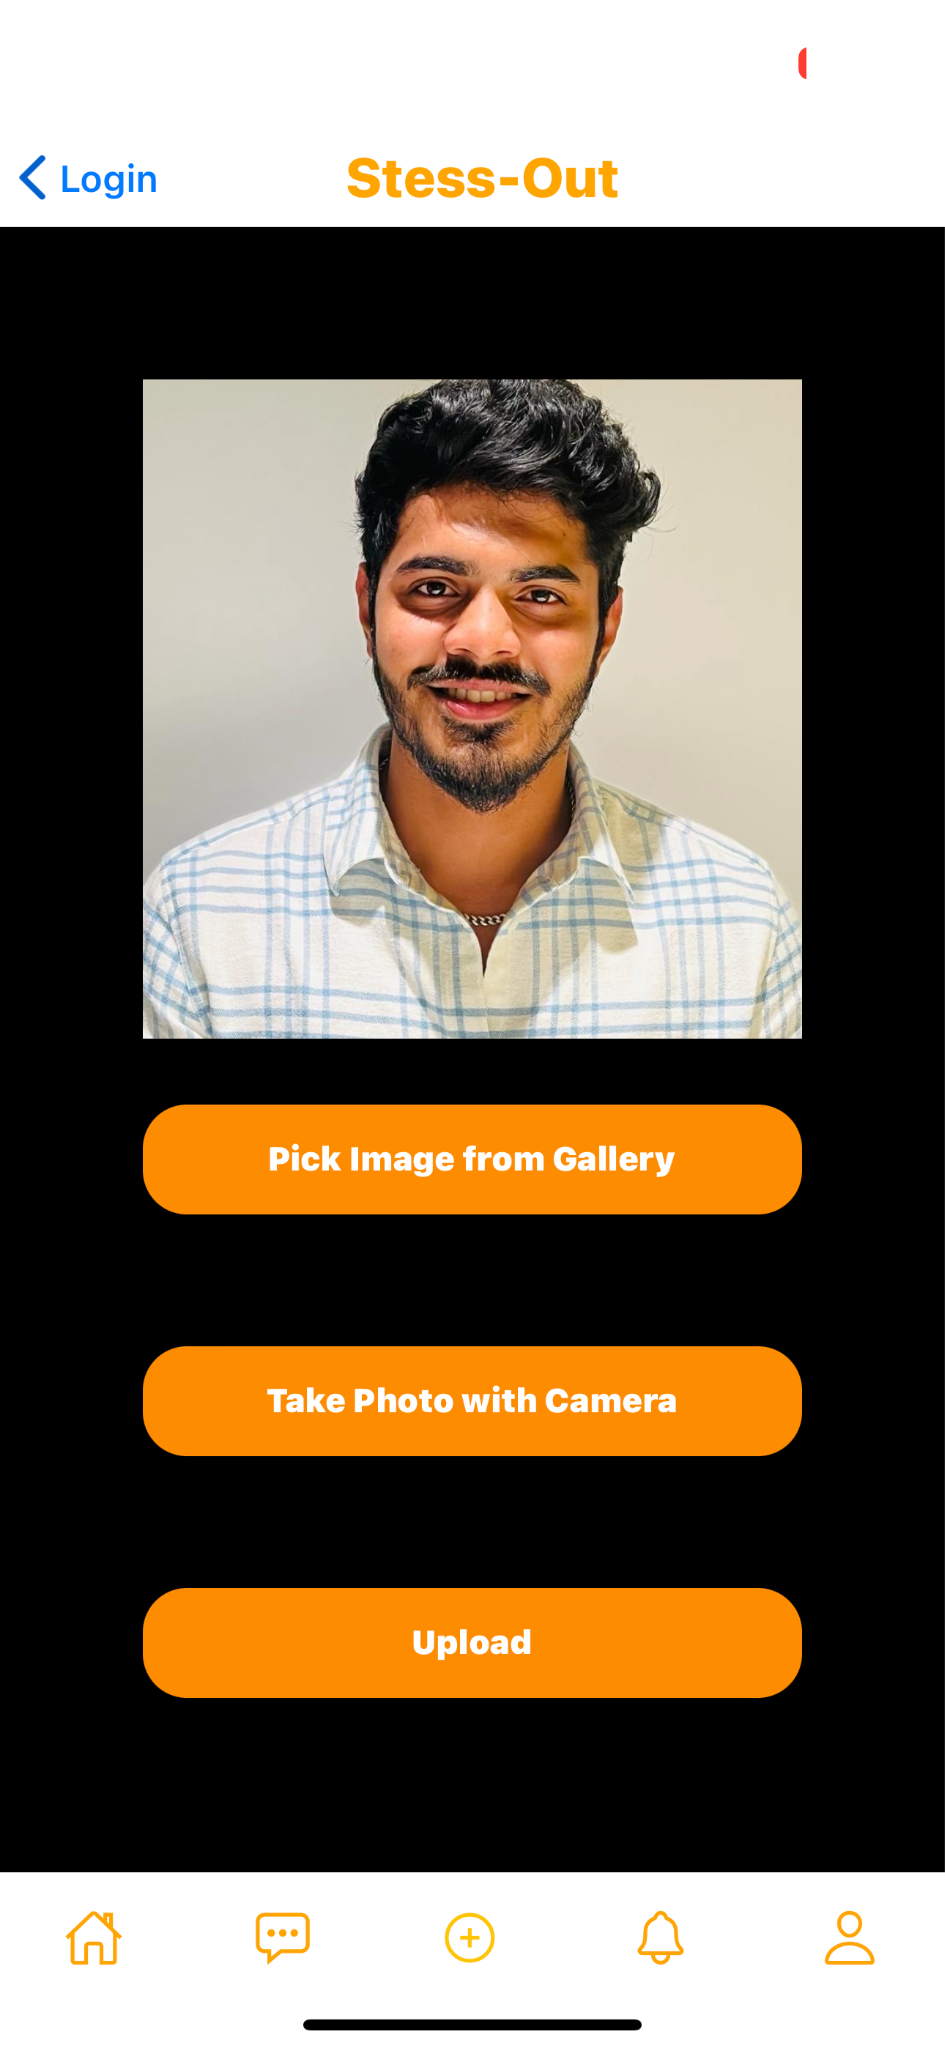 Login
Stess-Out
Pick Image from Gallery
Take Photo with Camera
Upload